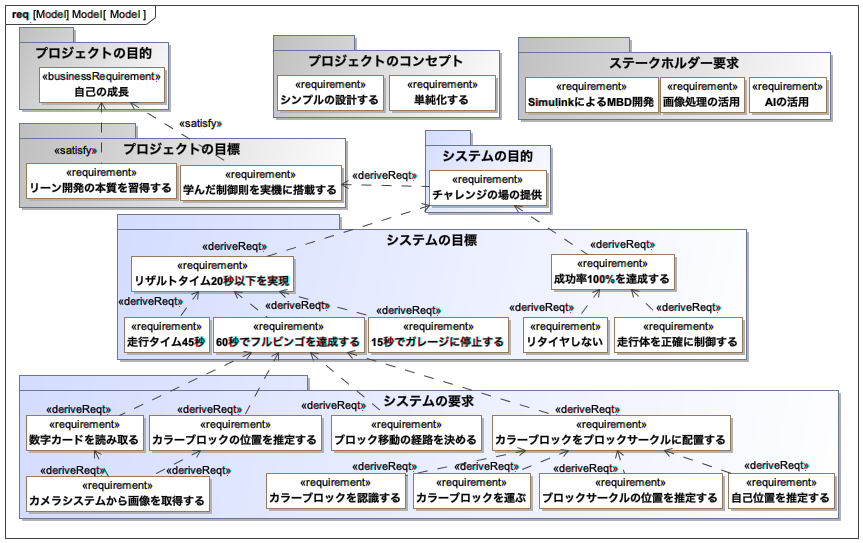 req [Model] Model[ Model ]
プロジェクトの目的
«businessRequirement»
自己の成長
プロジェクトのコンセプト
«requirement»
シンプルの設計する
«requirement»
単純化する
ステークホルダー要求
«requirement»
SimulinkによるMBD開発
«requirement»
画像処理の活用
«requirement»
AIの活用
«satisfy»
«satisfy»
プロジェクトの目標
«requirement»
リーン開発の本質を習得する
«requirement»
学んだ制御則を実機に搭載する
«deriveReqt»
システムの目的
«requirement»
チャレンジの場の提供
システムの目標
«deriveReqt»
«deriveReqt»
«requirement»
リザルトタイム20秒以下を実現
«requirement»
成功率100%を達成する
«deriveReqt»
«deriveReqt»
«deriveReqt»
«deriveReqt»
«deriveReqt»
«requirement»
走行タイム45秒
«requirement»
60秒でフルビンゴを達成する
«requirement»
15秒でガレージに停止する
«requirement»
リタイヤしない
«requirement»
走行体を正確に制御する
システムの要求
«deriveReqt»
«deriveReqt»
«deriveReqt»
«deriveReqt»
«requirement»
数字カードを読み取る
«requirement»
カラーブロックの位置を推定する
«requirement»
ブロック移動の経路を決める
«requirement»
カラーブロックをブロックサークルに配置する
«deriveReqt»
«deriveReqt»
«deriveReqt»
«deriveReqt»
«deriveReqt»
«deriveReqt»
«requirement»
カメラシステムから画像を取得する
«requirement»
カラーブロックを認識する
«requirement»
カラーブロックを運ぶ
«requirement»
ブロックサークルの位置を推定する
«requirement»
自己位置を推定する